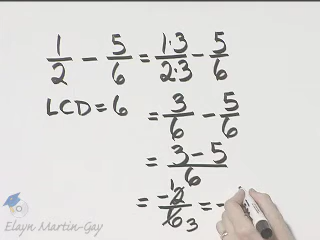 1/2 - 5/6 = 1·3/2·3 - 5/6
LCD = 6 = 3/6 - 5/6
= 3 - 5/6
= -2/6 1 3 = -
Elayn Martin-Gay